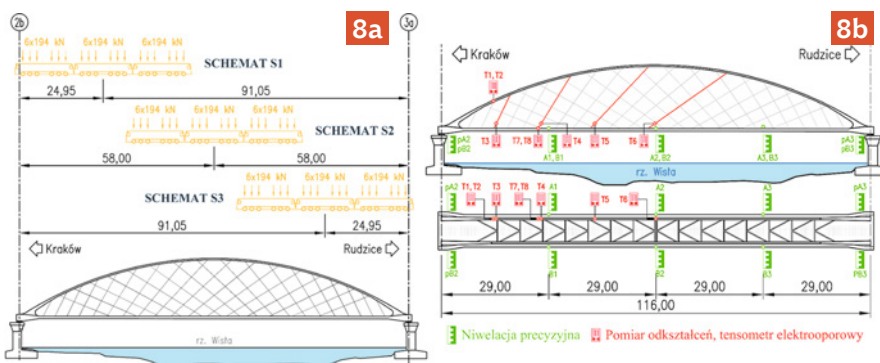 8a
2b
3a
6x194 kN 6x194 kN 6x194 kN
SCHEMAT S1
24,95 91,05
6x194 kN 6x194 kN 6x194 kN
SCHEMAT S2
58,00 58,00
6x194 kN 6x194 kN 6x194 kN
SCHEMAT S3
91,05 24,95
Kraków Rudzice
rz. Wisła
8b
Kraków Rudzice
T1, T2
T3 T7, T8 T4 T5 T6
pA2 pA3
pB2 pB3
A1, B1 A2, B2 A3, B3
rz. Wisła
pA2 T1, T2 T3 T7, T8 T4 A1 T5 T6 A2 A3 pA3
pB2 B1 B2 B3 PB3
29,00 29,00 29,00 29,00
116,00
Niwelacja precyzyjna Pomiar odkształceń, tensometr elektrooporowy